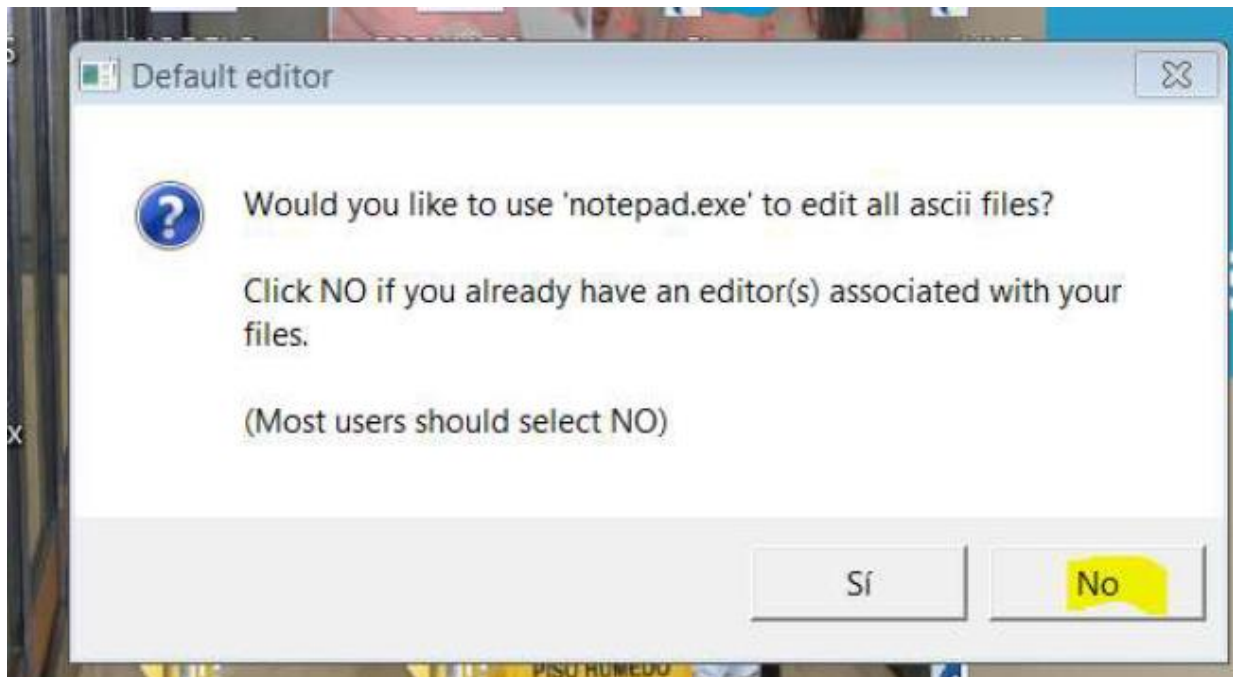 Default editor
Would you like to use 'notepad.exe' to edit all ascii files?
Click NO if you already have an editor(s) associated with your
files.
(Most users should select NO)
Sí
No
PISO HUMEDO